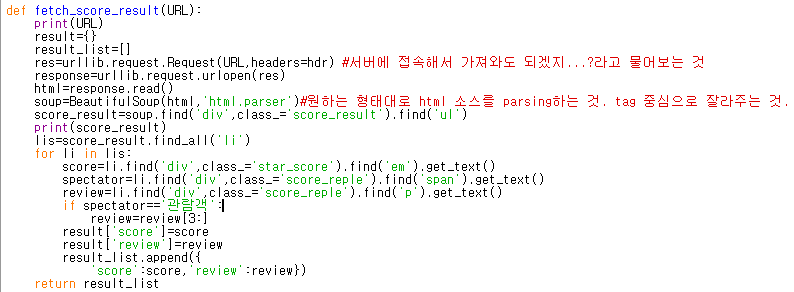 def fetch_score_result(URL):
    print(URL)
    result={}
    result_list=[]
    res=urllib.request.Request(URL,headers=hdr) #서버에 접속해서 가져와도 되겠지...?라고 물어보는 것
    response=urllib.request.urlopen(res)
    html=response.read()
    soup=BeautifulSoup(html,'html.parser')#원하는 형태대로 html 소스를 parsing하는 것. tag 중심으로 잘라주는 것.
    score_result=soup.find('div',class_='score_result').find('ul')
    print(score_result)
    lis=score_result.find_all('li')
    for li in lis:
        score=li.find('div',class_='star_score').find('em').get_text()
        spectator=li.find('div',class_='score_reple').find('span').get_text()
        review=li.find('div',class_='score_reple').find('p').get_text()
        if spectator=='관람객':
            review=review[3:]
        result['score']=score
        result['review']=review
        result_list.append({
            'score':score,'review':review})
    return result_list